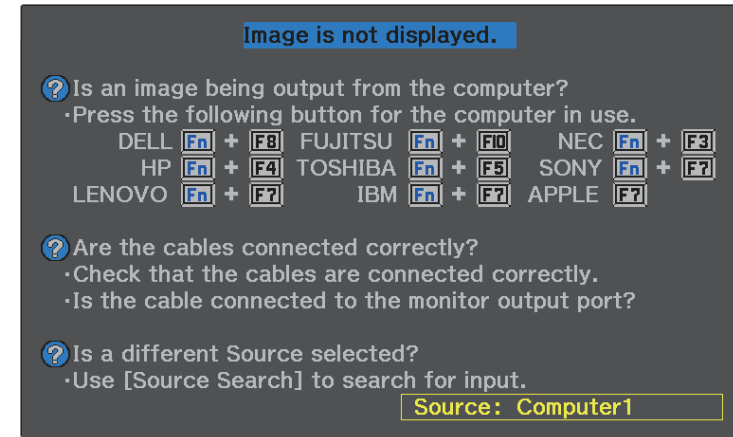 Image is not displayed.
Is an image being output from the computer?
·Press the following button for the computer in use.
DELL Fn + F8 FUJITSU Fn + F10 NEC Fn + F3
HP Fn + F4 TOSHIBA Fn + F5 SONY Fn + F7
LENOVO Fn + F7 IBM Fn + F7 APPLE F7
Are the cables connected correctly?
·Check that the cables are connected correctly.
·Is the cable connected to the monitor output port?
Is a different Source selected?
·Use [Source Search] to search for input.
Source: Computer1